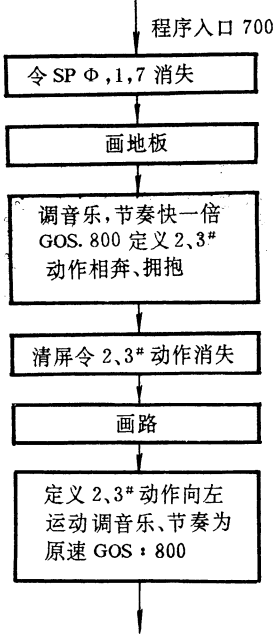 程序入口 700
令 SP Φ,1,7 消失
画地板
调音乐,节奏快一倍
GOS.800 定义 2、3#
动作相奔、拥抱
清屏令 2、3# 动作消失
画路
定义 2、3# 动作向左
运动调音乐、节奏为
原速 GOS:800